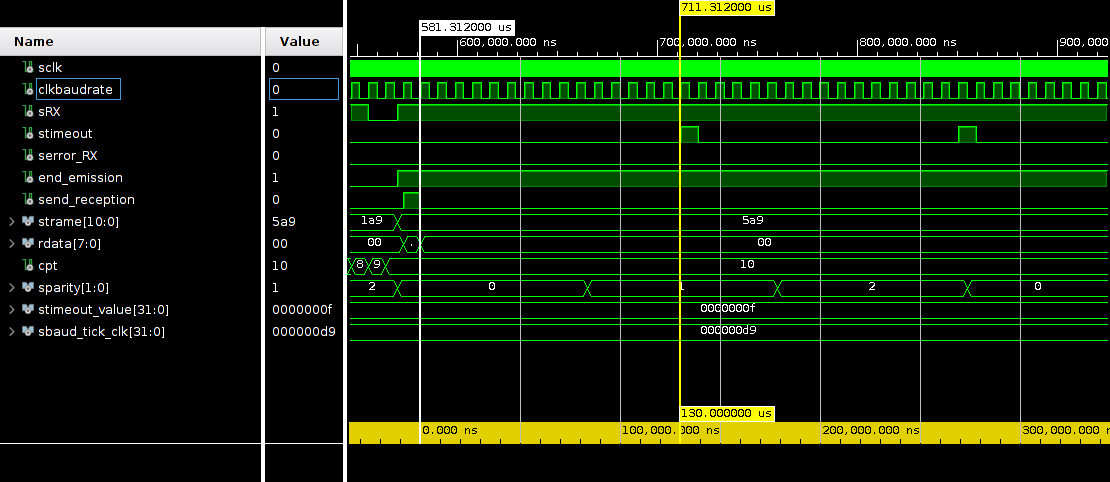 711.312000 us
581.312000 us
Name Value
600,000.000 ns 700,000.000 ns 800,000.000 ns 900,000
sclk 0
clkbaudrate 0
sRX 1
stimeout 0
serror_RX 0
end_emission 1
send_reception 0
strame[10:0] 5a9 1a9 5a9
rdata[7:0] 00 00 . 00
cpt 10 8 9 10
sparity[1:0] 1 2 0 1 2 0
stimeout_value[31:0] 0000000f 0000000f
sbaud_tick_clk[31:0] 000000d9 000000d9
130.000000 us
0.000 ns 100,000.000 ns 200,000.000 ns 300,000.000 n